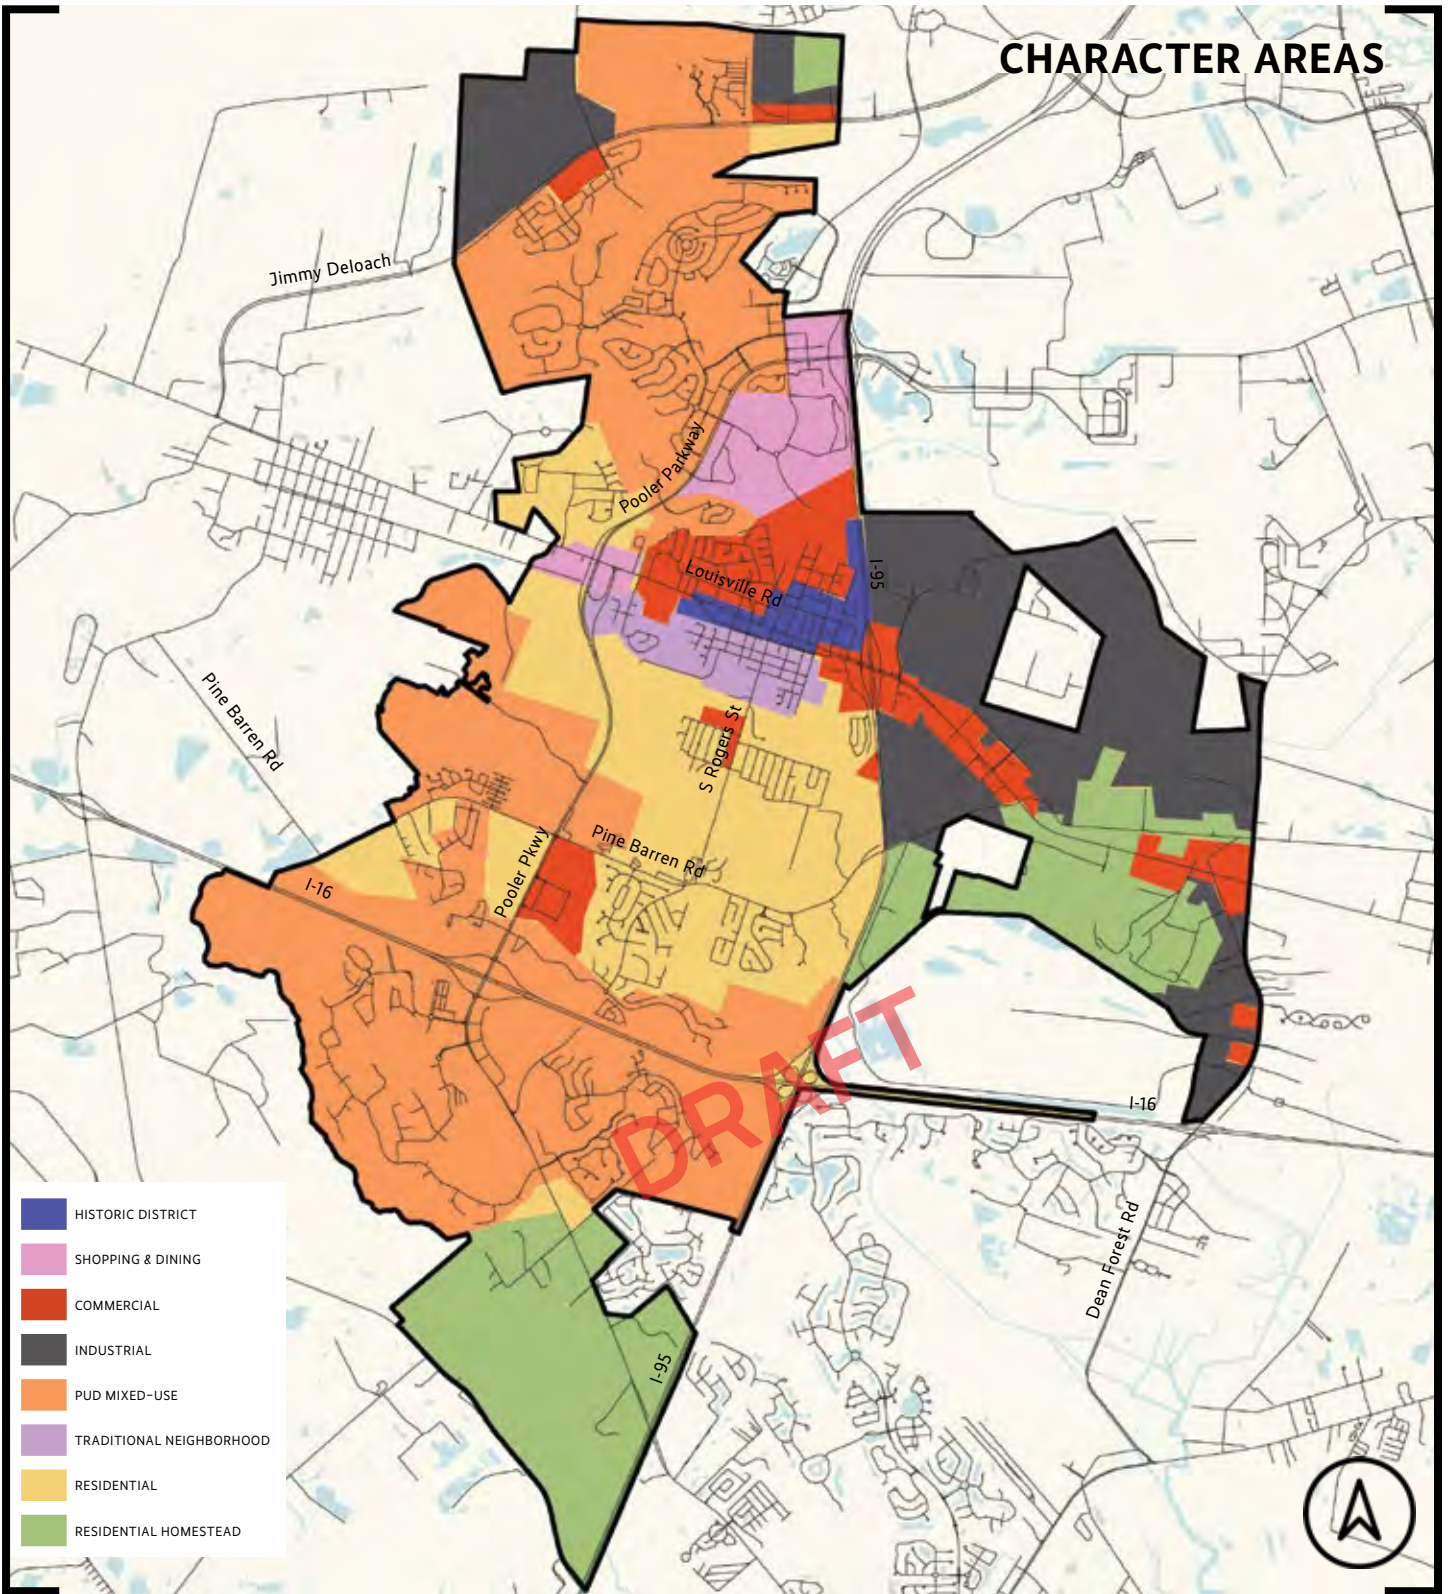 CHARACTER AREAS
Jimmy Deloach
Pooler Parkway
Louisville Rd
I-95
Pine Barren Rd
S Rogers St
Pine Barren Rd
Pooler Pkwy
I-16
DRAFT
I-16
Dean Forest Rd
I-95
HISTORIC DISTRICT
SHOPPING & DINING
COMMERCIAL
INDUSTRIAL
PUD MIXED-USE
TRADITIONAL NEIGHBORHOOD
RESIDENTIAL
RESIDENTIAL HOMESTEAD